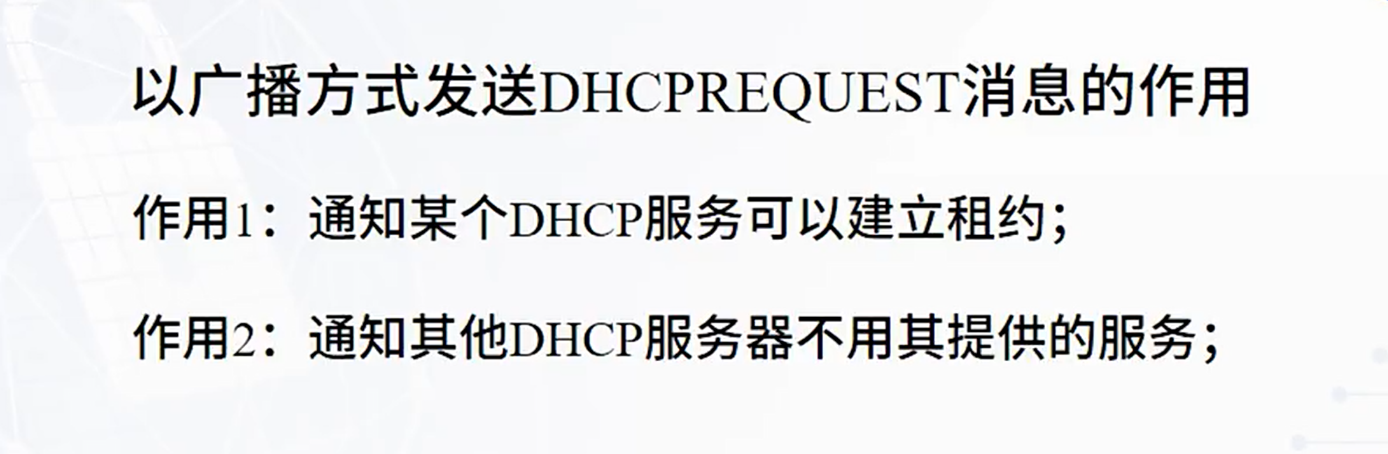 以广播方式发送DHCPREQUEST消息的作用
作用1：通知某个DHCP服务可以建立租约；
作用2：通知其他DHCP服务器不用其提供的服务；